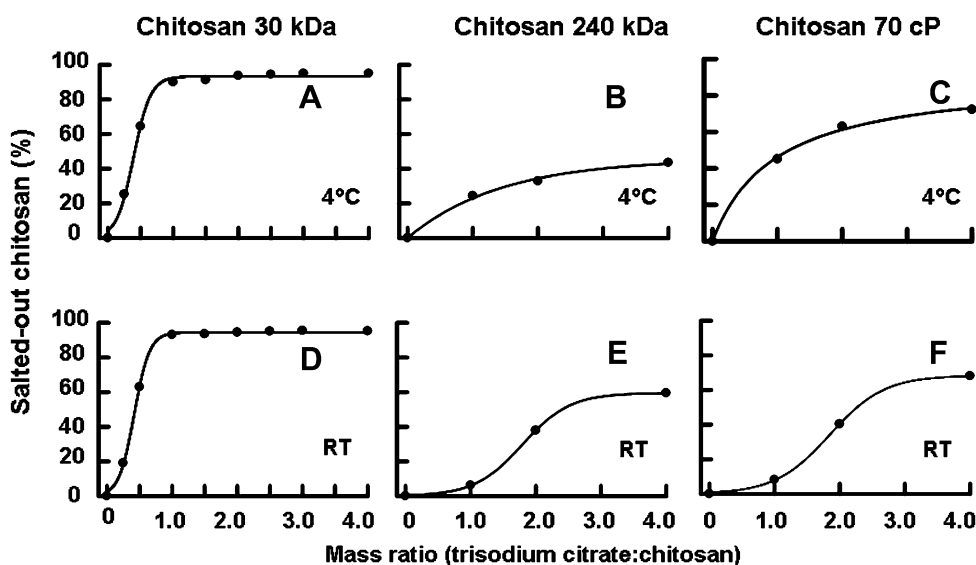 Chitosan 30 kDa Chitosan 240 kDa Chitosan 70 cP
Salted-out chitosan (%)
100
80
60
40
20
0
A
4°C
B
4°C
C
4°C
100
80
60
40
20
0
D
RT
E
RT
F
RT
0 1.0 2.0 3.0 4.0 0 1.0 2.0 3.0 4.0 0 1.0 2.0 3.0 4.0
Mass ratio (trisodium citrate:chitosan)